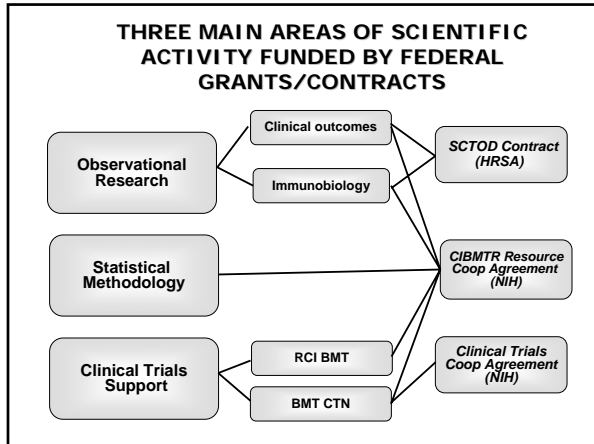 THREE MAIN AREAS OF SCIENTIFIC
ACTIVITY FUNDED BY FEDERAL
GRANTS/CONTRACTS
Clinical outcomes
Observational
Research
SCTOD Contract
(HRSA)
Immunobiology
Statistical
Methodology
CIBMTR Resource
Coop Agreement
(NIH)
RCI BMT
Clinical Trials
Support
Clinical Trials
Coop Agreement
(NIH)
BMT CTN